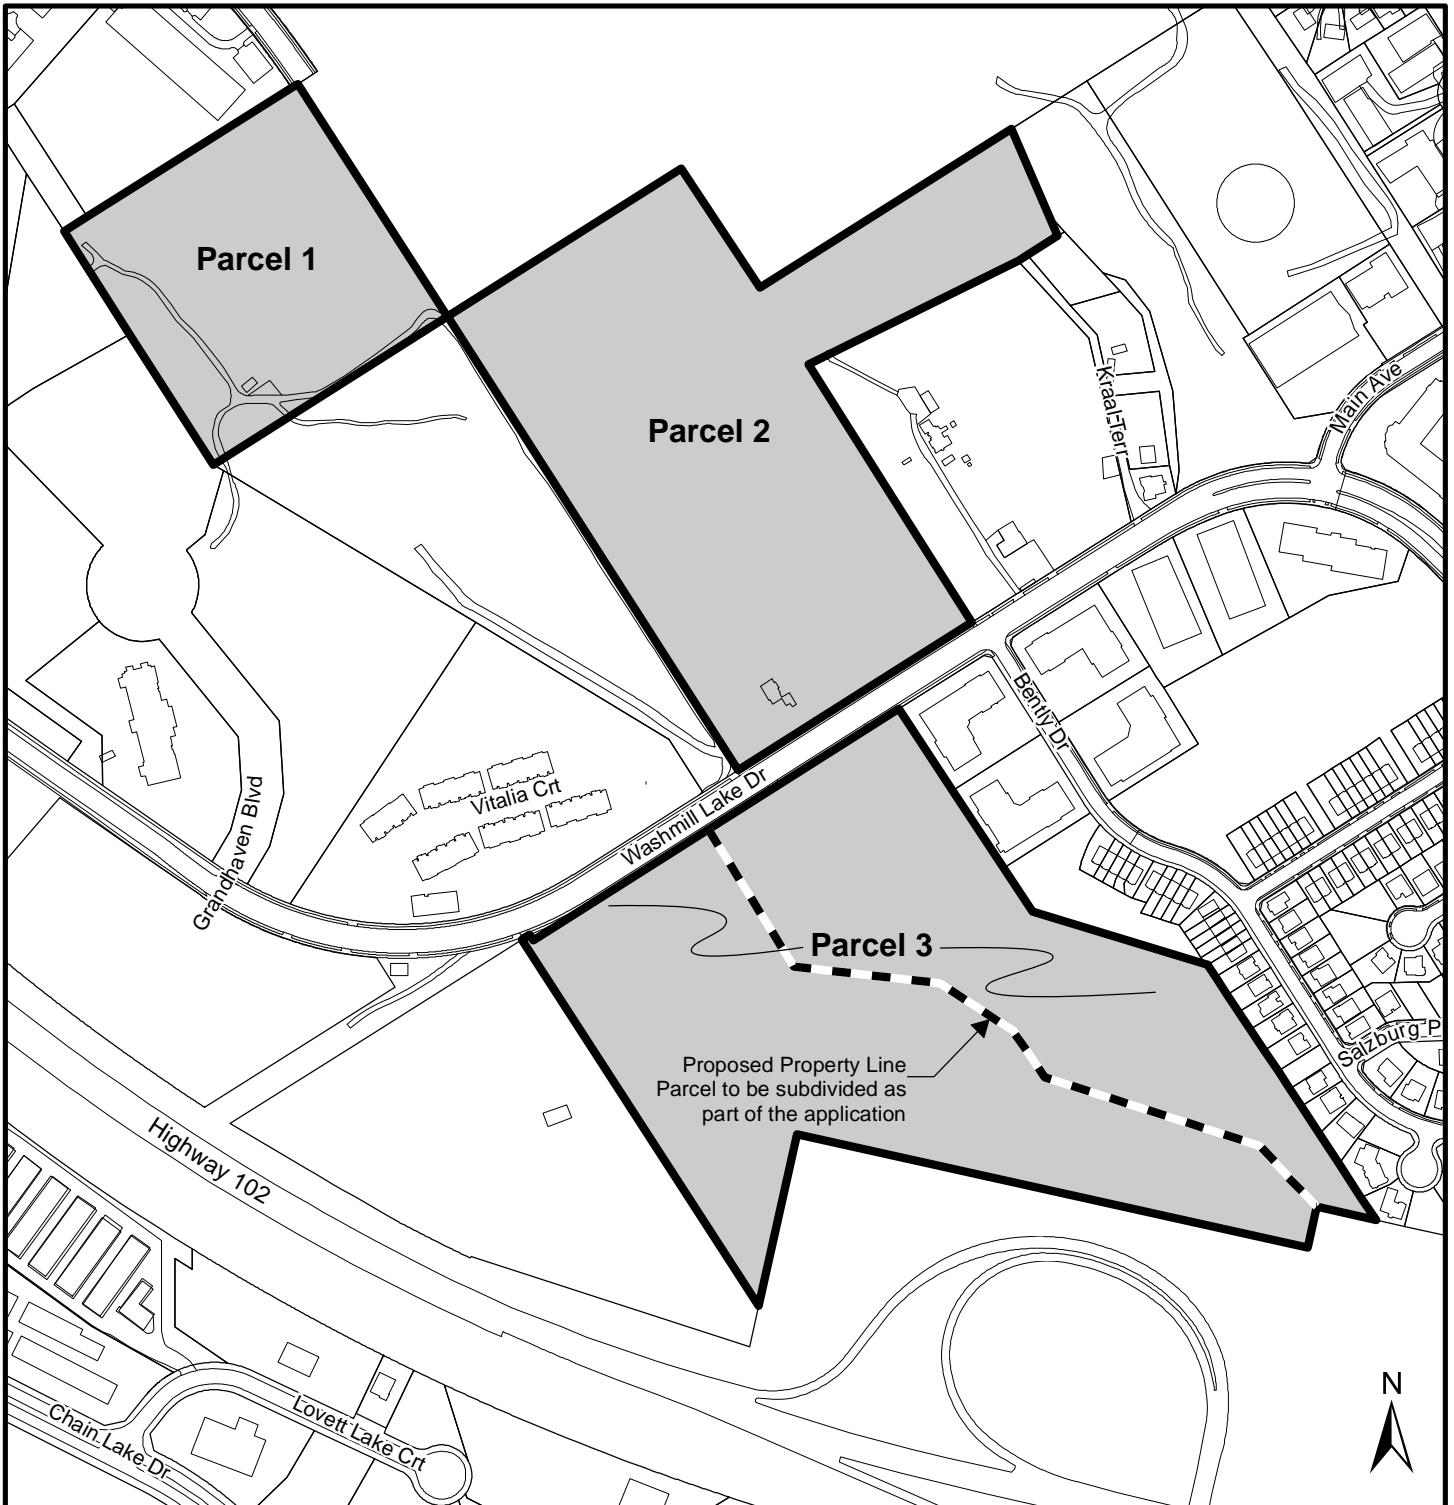 Parcel 1
Parcel 2
Kraal Terr
Main Ave
Bently Dr
Vitalia Crt
Washmill Lake Dr
Grandhaven Blvd
Parcel 3
Proposed Property Line
Parcel to be subdivided as
part of the application
Salzburg P
Highway 102
Lovett Lake Crt
Chain Lake Dr
N